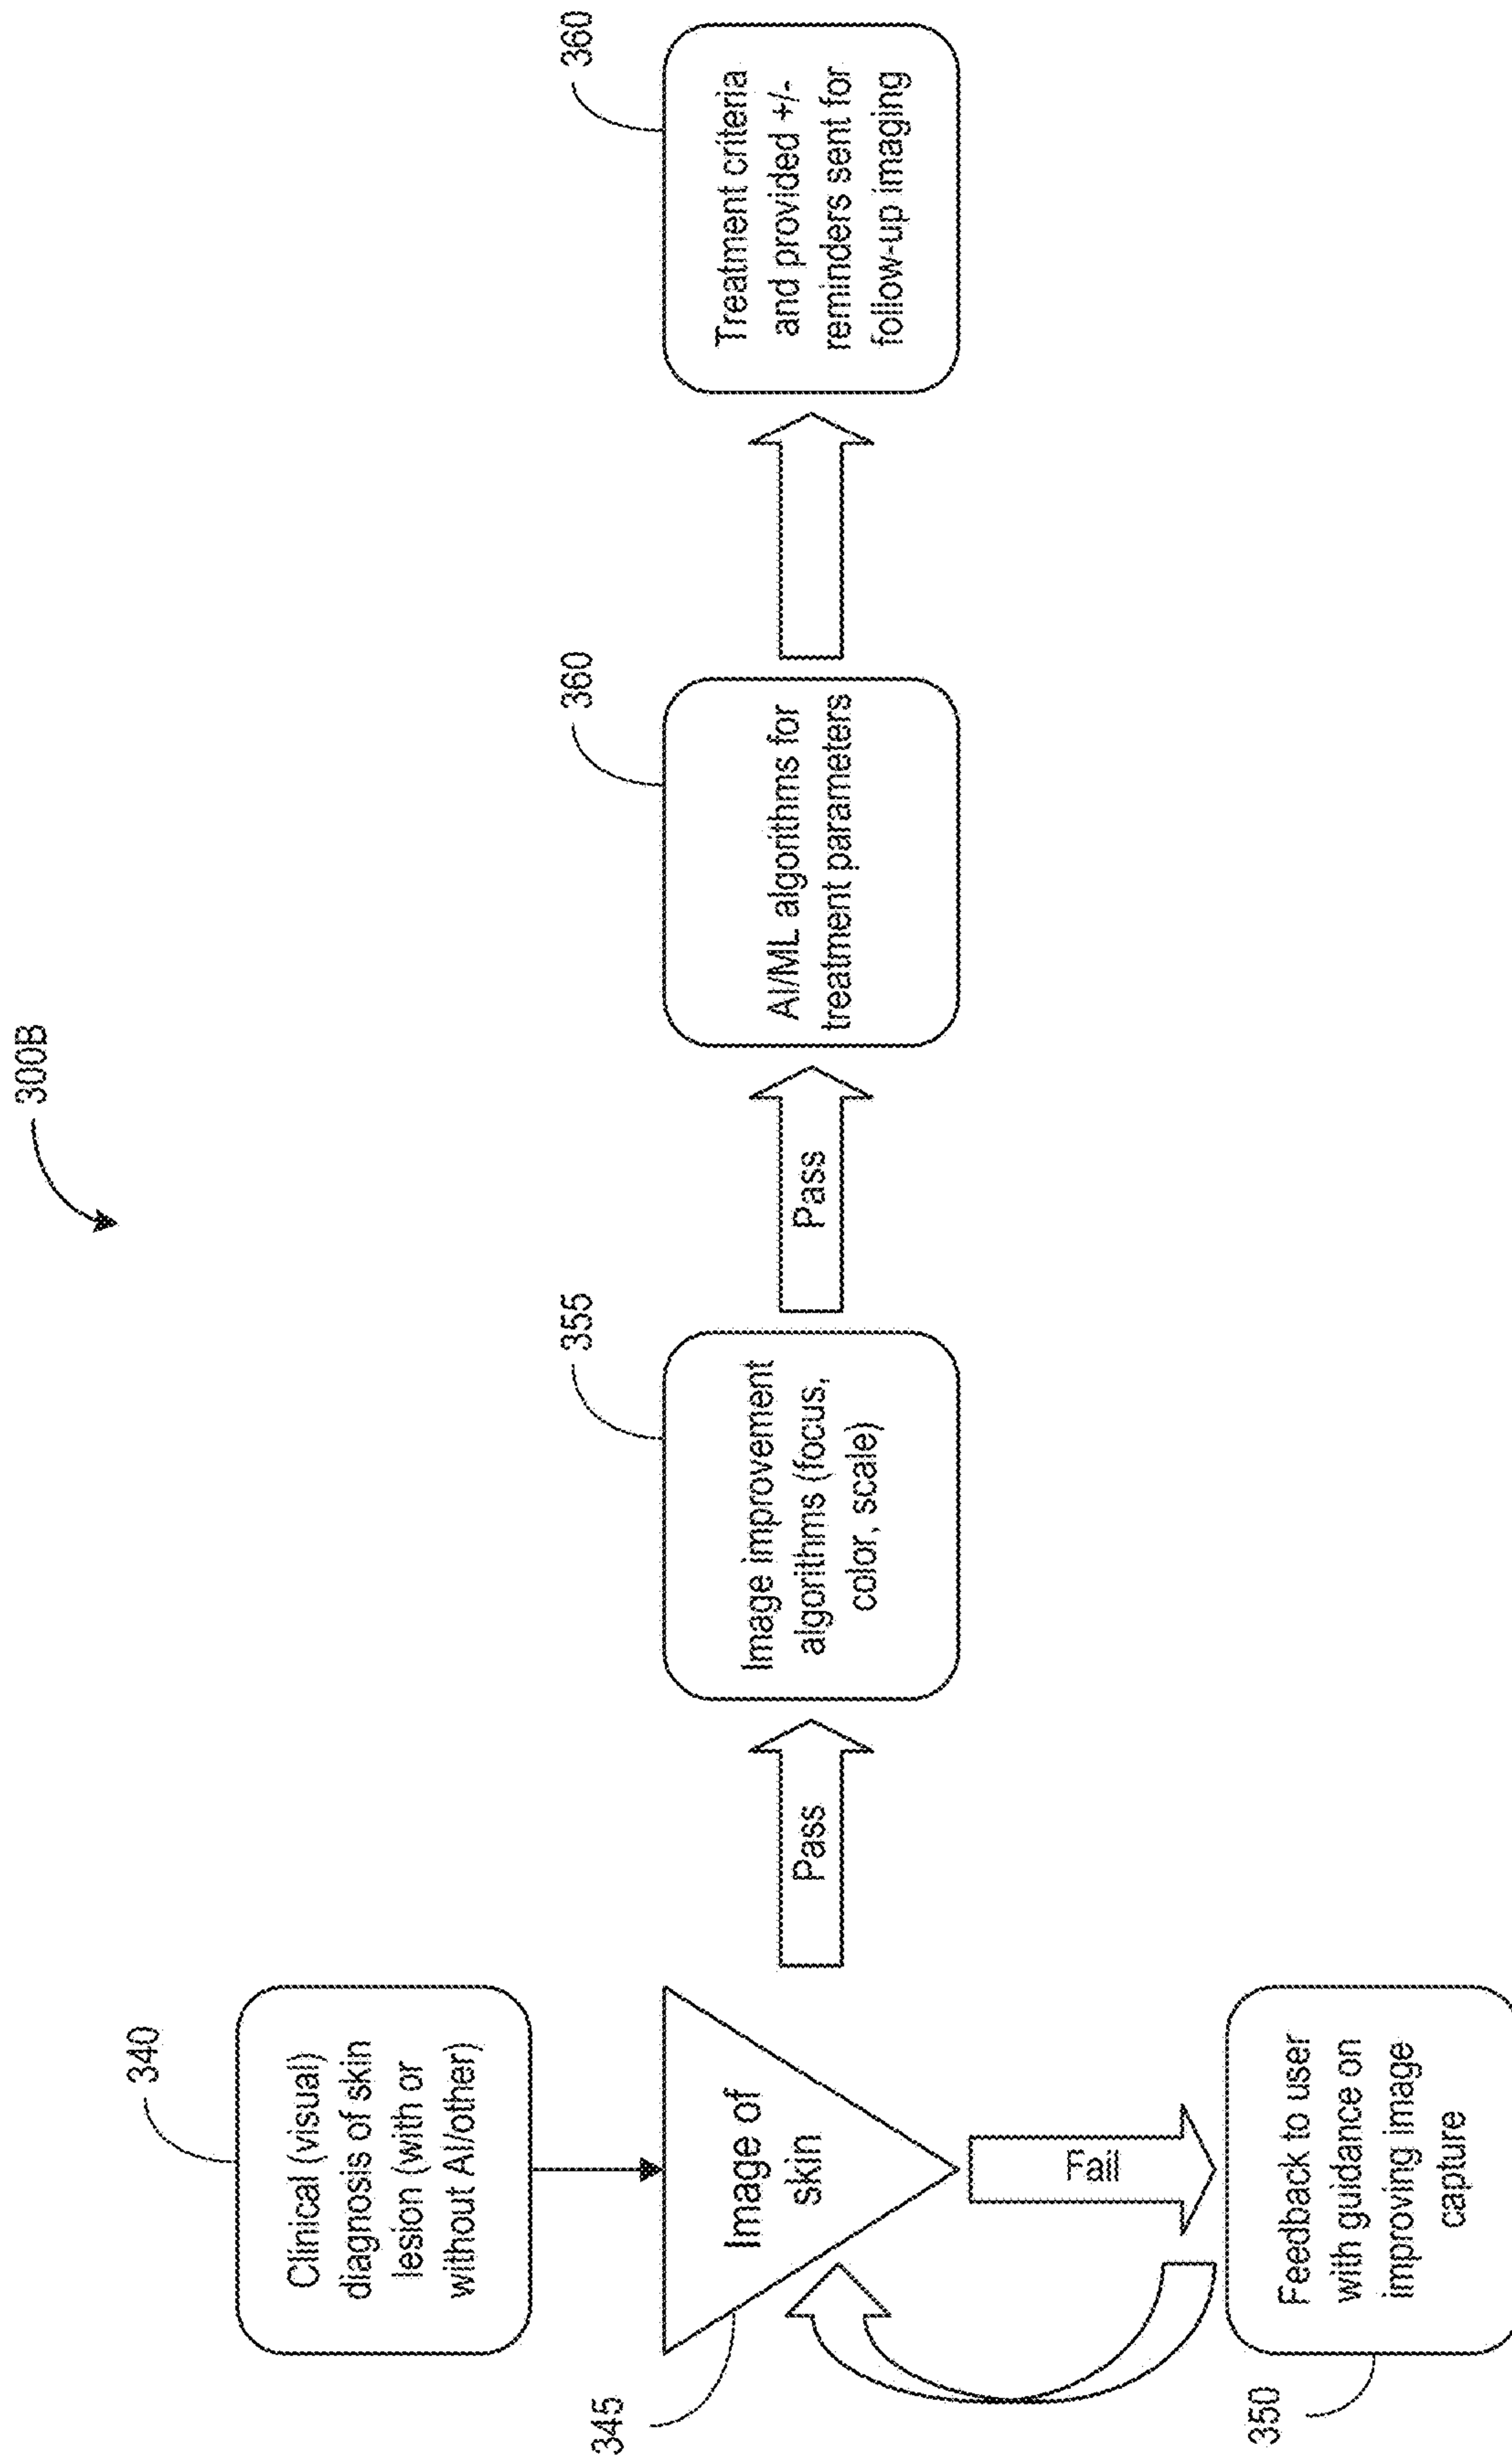 300B
340
Clinical (visual)
diagnosis of skin
lesion (with or
without AI/other)
345
Image of
skin
Fail
350
Feedback to user
with guidance on
improving image
capture
Pass
355
Image improvement
algorithms (focus,
color, scale)
Pass
360
AI/ML algorithms for
treatment parameters
360
Treatment criteria
and provided +/-
reminders sent for
follow-up imaging